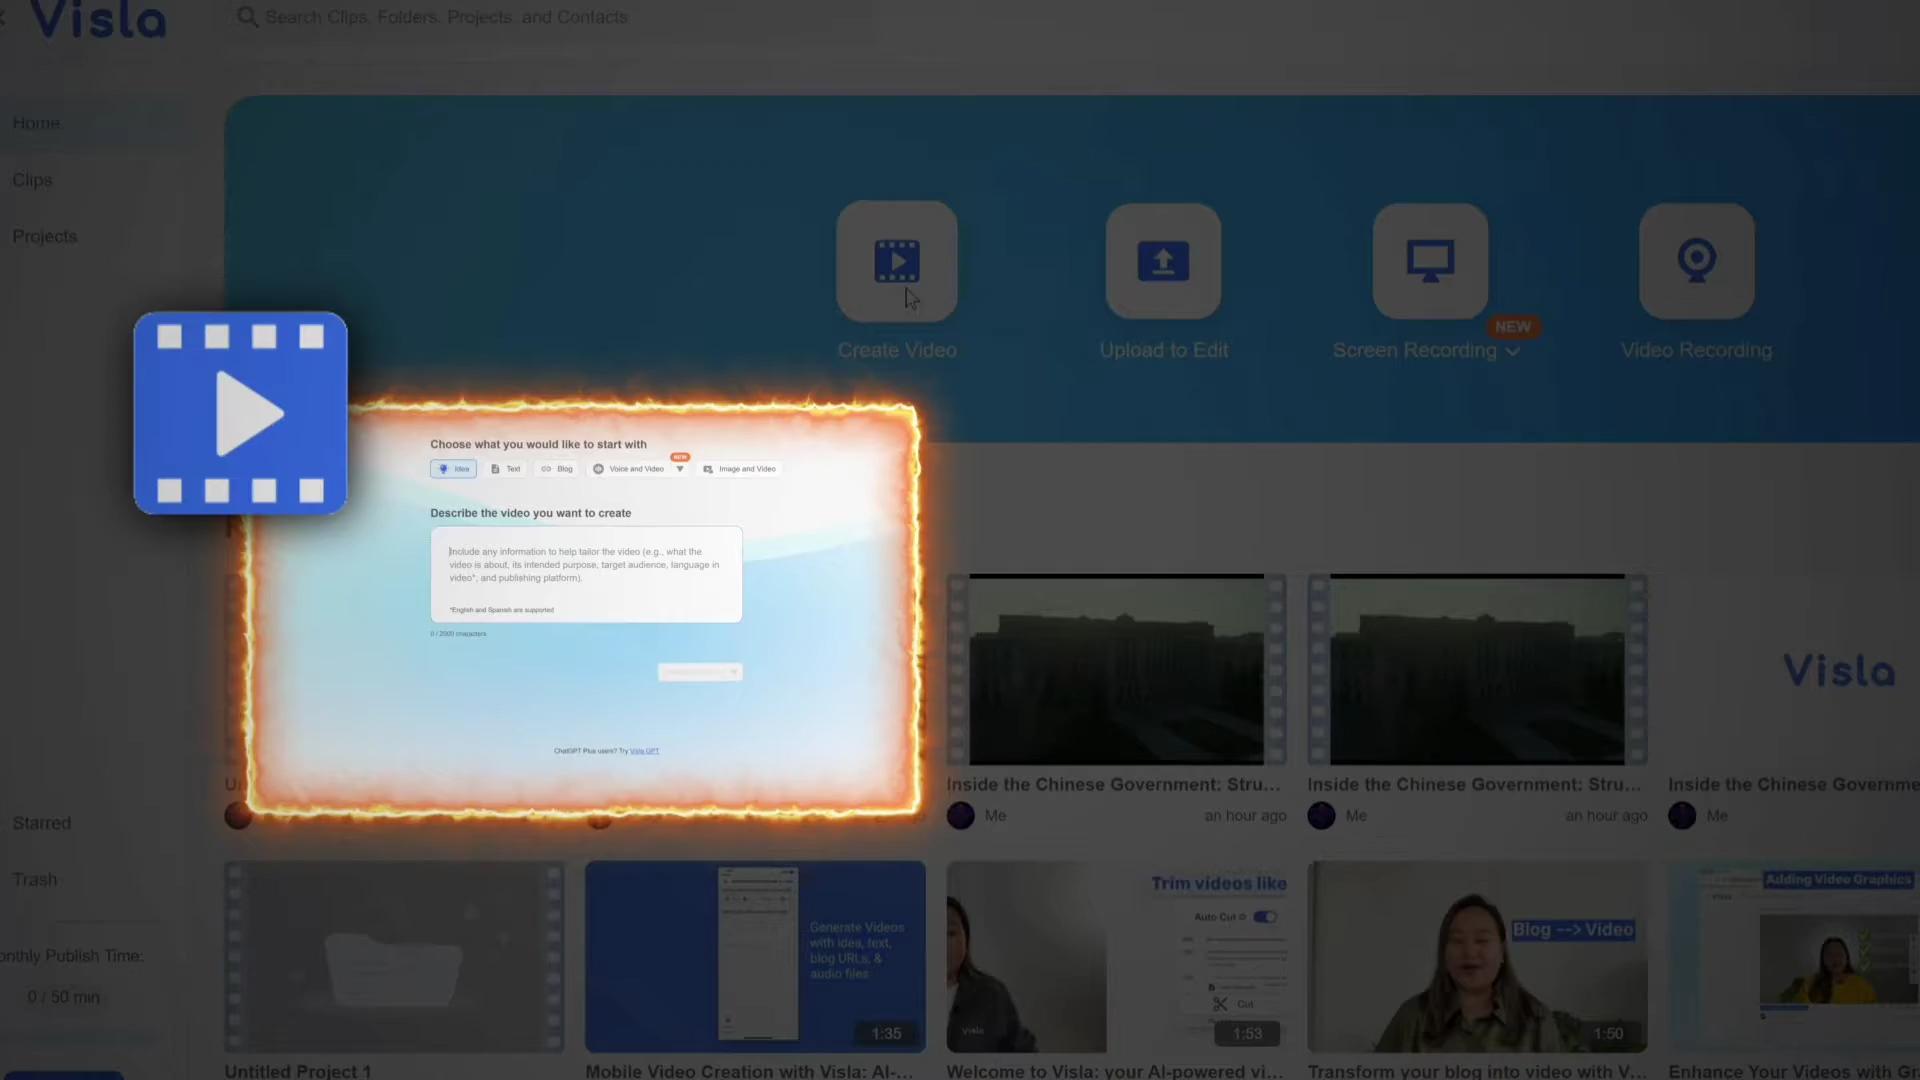 Visla
Search Clips, Folders, Projects, and Contacts
Home
Clips
Projects
Create Video
Upload to Edit
Screen Recording
NEW
Video Recording
Choose what you would like to start with
Idea
Text
Blog
Voice and Video
NEW
Image and Video
Describe the video you want to create
Include any information to help tailor the video (e.g., what the
video is about, its intended purpose, target audience, language in
video*, and publishing platform).
*English and Spanish are supported
0 / 2000 characters
ChatGPT Plus users? Try Visla GPT
Visla
Inside the Chinese Government: Stru...
Me
an hour ago
Inside the Chinese Government: Stru...
Me
an hour ago
Inside the Chinese Governme
Me
Starred
Trash
onthly Publish Time:
0 / 50 min
Generate Videos
with idea, text,
blog URLs, &
audio files
1:35
Trim videos like
Auto Cut
Cut
Visla
1:53
Blog --> Video
1:50
Adding Video Graphics
Untitled Project 1
Mobile Video Creation with Visla: AI-...
Welcome to Visla: your AI-powered vi...
Transform your blog into video with V...
Enhance Your Videos with Gr